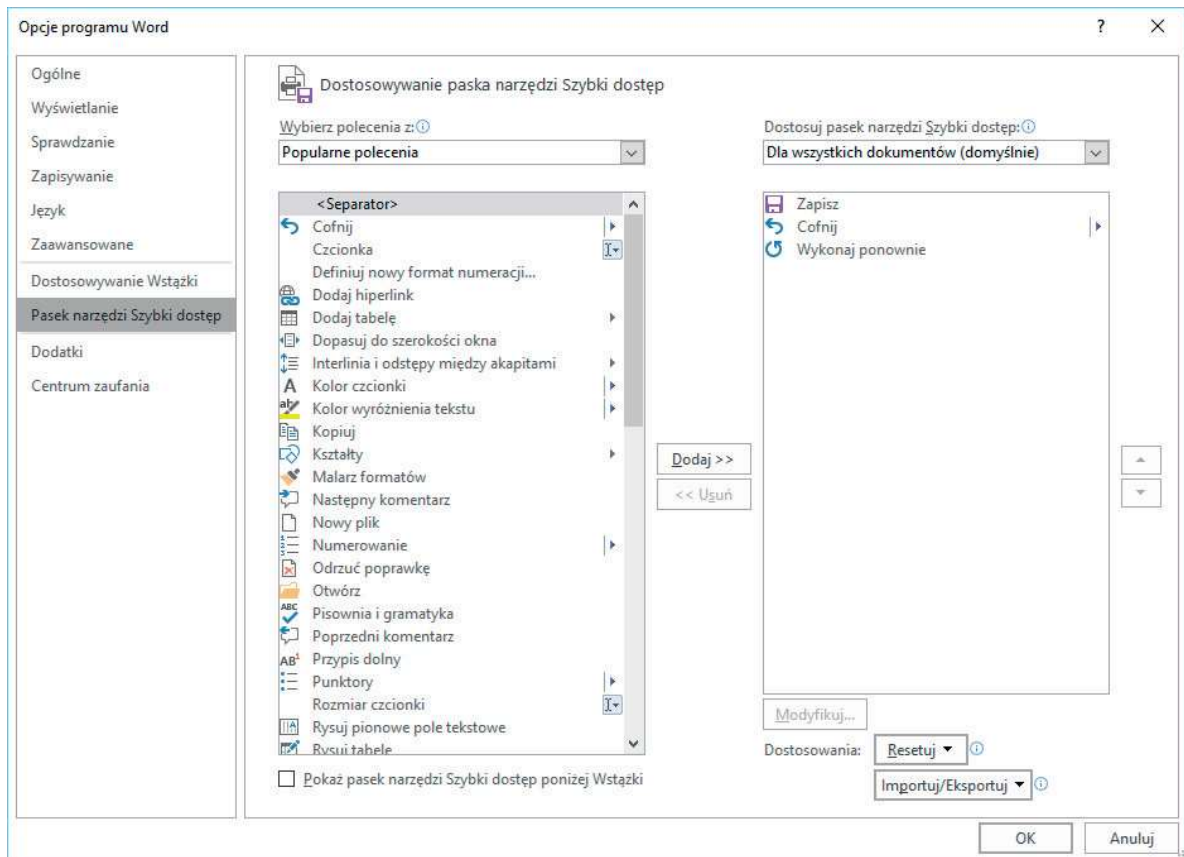 Opcje programu Word
?
Ogólne
Wyświetlanie
Sprawdzanie
Zapisywanie
Język
Zaawansowane
Dostosowywanie Wstążki
Pasek narzędzi Szybki dostęp
Dodatki
Centrum zaufania
Dostosowywanie paska narzędzi Szybki dostęp
Wybierz polecenia z:
Popularne polecenia
<Separator>
Cofnij
Czcionka
Definiuj nowy format numeracji...
Dodaj hiperlink
Dodaj tabelę
Dopasuj do szerokości okna
Interlinia i odstępy między akapitami
Kolor czcionki
Kolor wyróżnienia tekstu
Kopiuj
Kształty
Malarz formatów
Następny komentarz
Nowy plik
Numerowanie
Odrzuć poprawkę
Otwórz
Pisownia i gramatyka
Poprzedni komentarz
Przypis dolny
Punktory
Rozmiar czcionki
Rysuj pionowe pole tekstowe
Rysuj tabelę
Pokaż pasek narzędzi Szybki dostęp poniżej Wstążki
Dodaj >>
<< Usuń
Dostosuj pasek narzędzi Szybki dostęp:
Dla wszystkich dokumentów (domyślnie)
Zapisz
Cofnij
Wykonaj ponownie
Modyfikuj...
Dostosowania: Resetuj
Importuj/Eksportuj
OK Anuluj